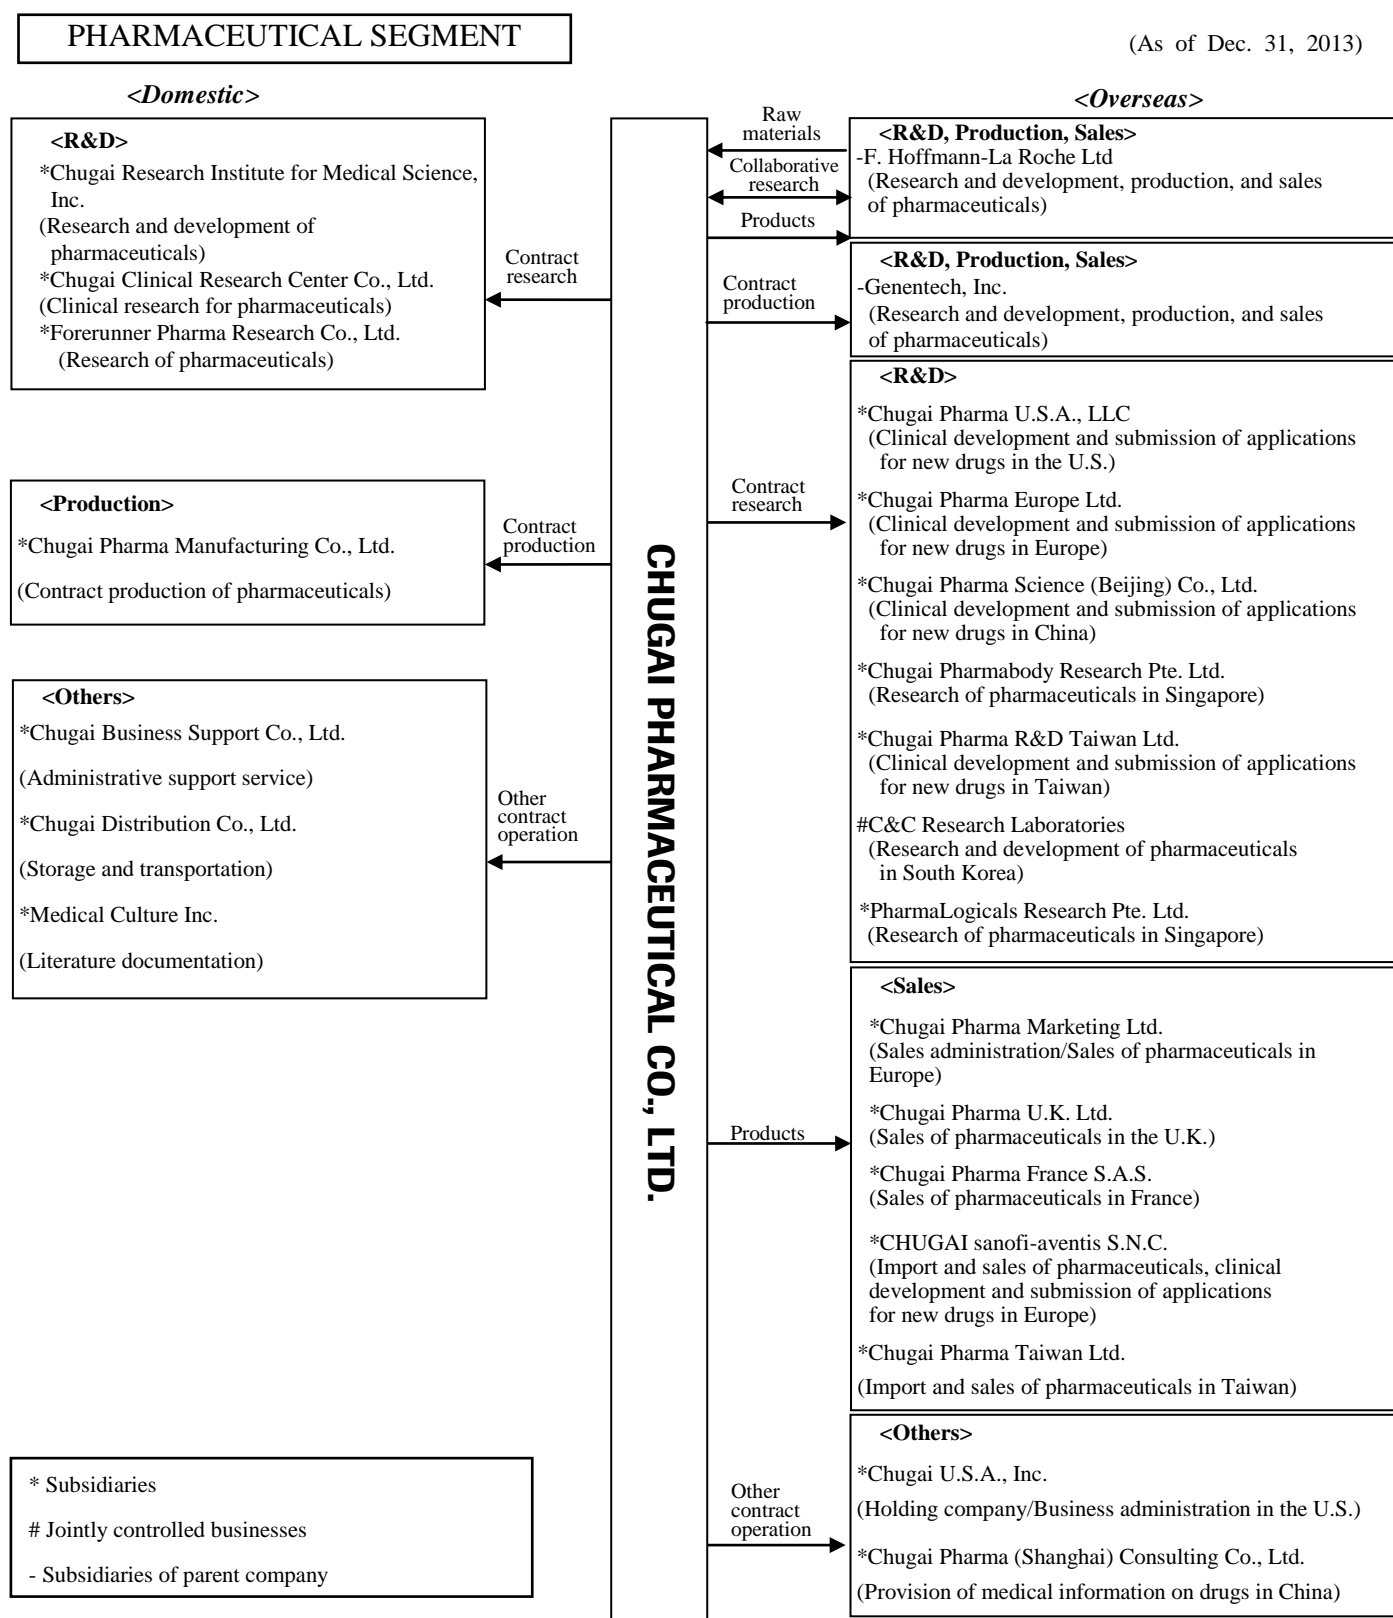 PHARMACEUTICAL SEGMENT
(As of Dec. 31, 2013)
<Domestic>
<R&D>
*Chugai Research Institute for Medical Science,
Inc.
(Research and development of
pharmaceuticals)
*Chugai Clinical Research Center Co., Ltd.
(Clinical research for pharmaceuticals)
*Forerunner Pharma Research Co., Ltd.
(Research of pharmaceuticals)
Contract
research
<Production>
*Chugai Pharma Manufacturing Co., Ltd.
(Contract production of pharmaceuticals)
Contract
production
<Others>
*Chugai Business Support Co., Ltd.
(Administrative support service)
*Chugai Distribution Co., Ltd.
(Storage and transportation)
*Medical Culture Inc.
(Literature documentation)
Other
contract
operation
* Subsidiaries
# Jointly controlled businesses
- Subsidiaries of parent company
CHUGAI PHARMACEUTICAL CO., LTD.
<Overseas>
Raw
materials
Collaborative
research
Products
<R&D, Production, Sales>
-F. Hoffmann-La Roche Ltd
(Research and development, production, and sales
of pharmaceuticals)
Contract
production
<R&D, Production, Sales>
-Genentech, Inc.
(Research and development, production, and sales
of pharmaceuticals)
Contract
research
<R&D>
*Chugai Pharma U.S.A., LLC
(Clinical development and submission of applications
for new drugs in the U.S.)
*Chugai Pharma Europe Ltd.
(Clinical development and submission of applications
for new drugs in Europe)
*Chugai Pharma Science (Beijing) Co., Ltd.
(Clinical development and submission of applications
for new drugs in China)
*Chugai Pharmabody Research Pte. Ltd.
(Research of pharmaceuticals in Singapore)
*Chugai Pharma R&D Taiwan Ltd.
(Clinical development and submission of applications
for new drugs in Taiwan)
#C&C Research Laboratories
(Research and development of pharmaceuticals
in South Korea)
*PharmaLogicals Research Pte. Ltd.
(Research of pharmaceuticals in Singapore)
Products
<Sales>
*Chugai Pharma Marketing Ltd.
(Sales administration/Sales of pharmaceuticals in
Europe)
*Chugai Pharma U.K. Ltd.
(Sales of pharmaceuticals in the U.K.)
*Chugai Pharma France S.A.S.
(Sales of pharmaceuticals in France)
*CHUGAI sanofi-aventis S.N.C.
(Import and sales of pharmaceuticals, clinical
development and submission of applications
for new drugs in Europe)
*Chugai Pharma Taiwan Ltd.
(Import and sales of pharmaceuticals in Taiwan)
Other
contract
operation
<Others>
*Chugai U.S.A., Inc.
(Holding company/Business administration in the U.S.)
*Chugai Pharma (Shanghai) Consulting Co., Ltd.
(Provision of medical information on drugs in China)